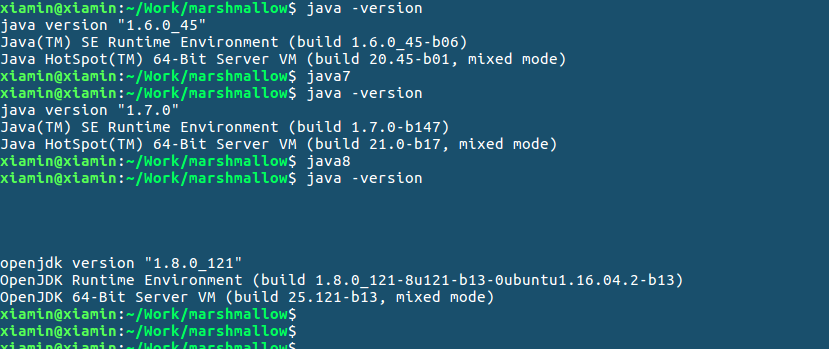 xiamin@xiamin:~/Work/marshmallow$ java -version
java version "1.6.0_45"
Java(TM) SE Runtime Environment (build 1.6.0_45-b06)
Java HotSpot(TM) 64-Bit Server VM (build 20.45-b01, mixed mode)
xiamin@xiamin:~/Work/marshmallow$ java7
xiamin@xiamin:~/Work/marshmallow$ java -version
java version "1.7.0"
Java(TM) SE Runtime Environment (build 1.7.0-b147)
Java HotSpot(TM) 64-Bit Server VM (build 21.0-b17, mixed mode)
xiamin@xiamin:~/Work/marshmallow$ java8
xiamin@xiamin:~/Work/marshmallow$ java -version
openjdk version "1.8.0_121"
OpenJDK Runtime Environment (build 1.8.0_121-8u121-b13-0ubuntu1.16.04.2-b13)
OpenJDK 64-Bit Server VM (build 25.121-b13, mixed mode)
xiamin@xiamin:~/Work/marshmallow$
xiamin@xiamin:~/Work/marshmallow$
xiamin@xiamin:~/Work/marshmallow$